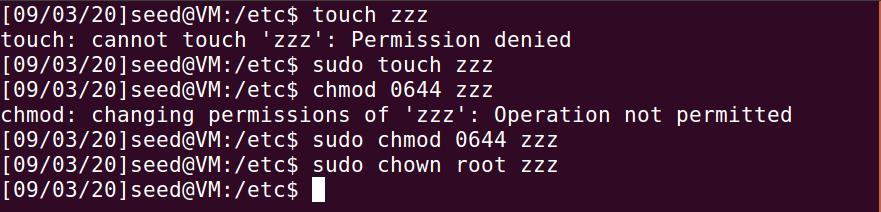 [09/03/20]seed@VM:/etc$ touch zzz
touch: cannot touch 'zzz': Permission denied
[09/03/20]seed@VM:/etc$ sudo touch zzz
[09/03/20]seed@VM:/etc$ chmod 0644 zzz
chmod: changing permissions of 'zzz': Operation not permitted
[09/03/20]seed@VM:/etc$ sudo chmod 0644 zzz
[09/03/20]seed@VM:/etc$ sudo chown root zzz
[09/03/20]seed@VM:/etc$